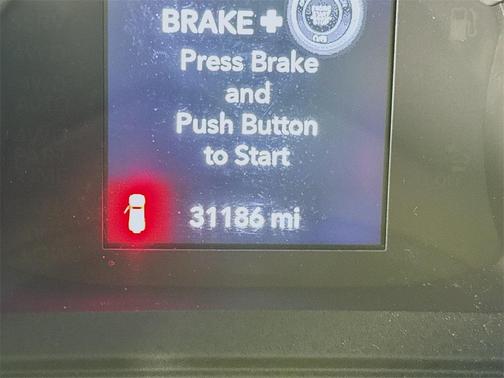 BRAKE +
Press Brake
and
Push Button
to Start
31186 mi